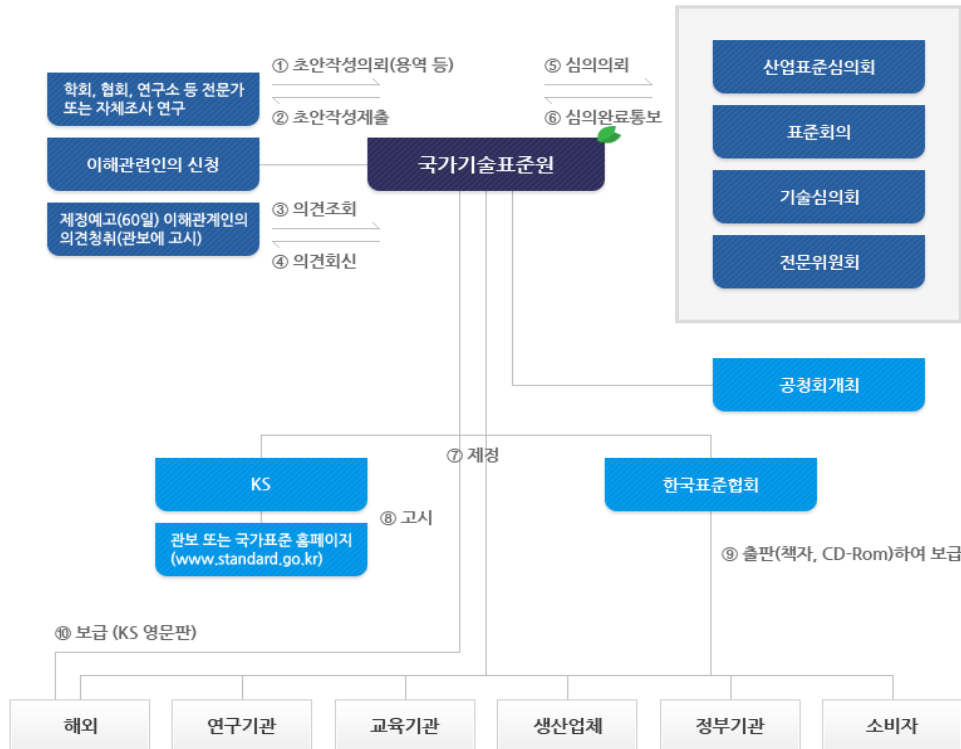 ① 초안작성의뢰(용역 등)
⑤ 심의의뢰
산업표준심의회
학회, 협회, 연구소 등 전문가
또는 자체조사 연구
② 초안작성제출
⑥ 심의완료통보
표준회의
이해관련인의 신청
국가기술표준원
기술심의회
제정예고(60일) 이해관계인의
의견청취(관보에 고시)
③ 의견조회
④ 의견회신
전문위원회
공청회개최
⑦ 제정
KS
한국표준협회
⑧ 고시
관보 또는 국가표준 홈페이지
(www.standard.go.kr)
⑨ 출판(책자, CD-Rom)하여 보급
⑩ 보급 (KS 영문판)
해외
연구기관
교육기관
생산업체
정부기관
소비자